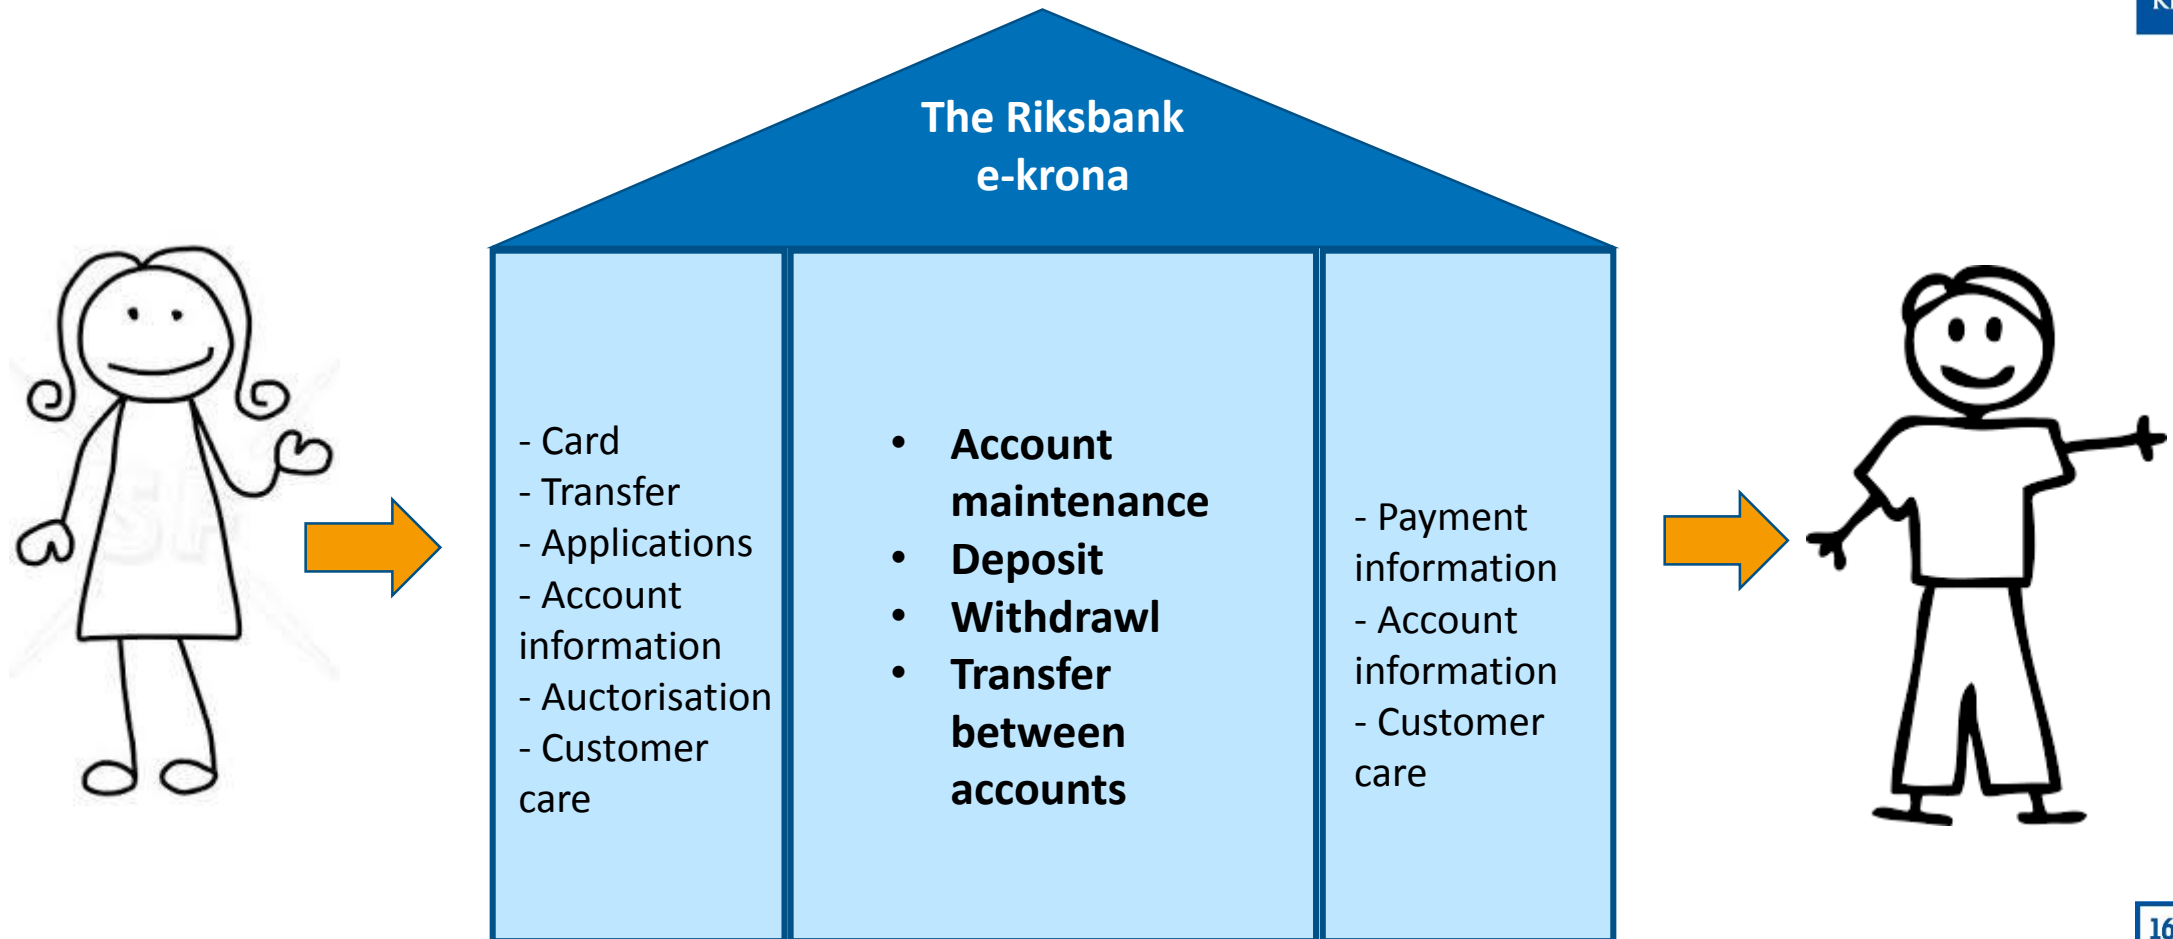 The Riksbank
e-krona
- Card
- Transfer
- Applications
- Account
information
- Auctorisation
- Customer
care
• Account
maintenance
• Deposit
• Withdrawl
• Transfer
between
accounts
- Payment
information
- Account
information
- Customer
care
16